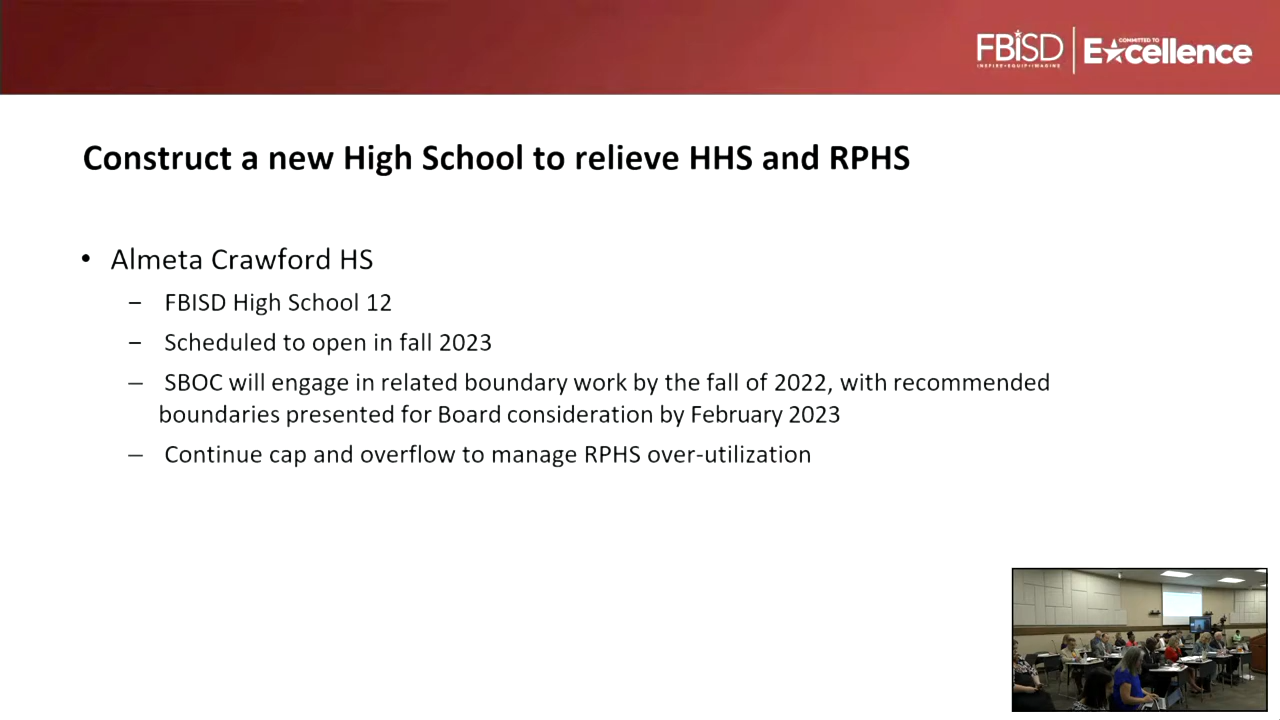 FBISD
INSPIRE•EQUIP•IMAGINE
COMMITTED TO
Excellence
Construct a new High School to relieve HHS and RPHS
• Almeta Crawford HS
– FBISD High School 12
– Scheduled to open in fall 2023
– SBOC will engage in related boundary work by the fall of 2022, with recommended
boundaries presented for Board consideration by February 2023
– Continue cap and overflow to manage RPHS over-utilization